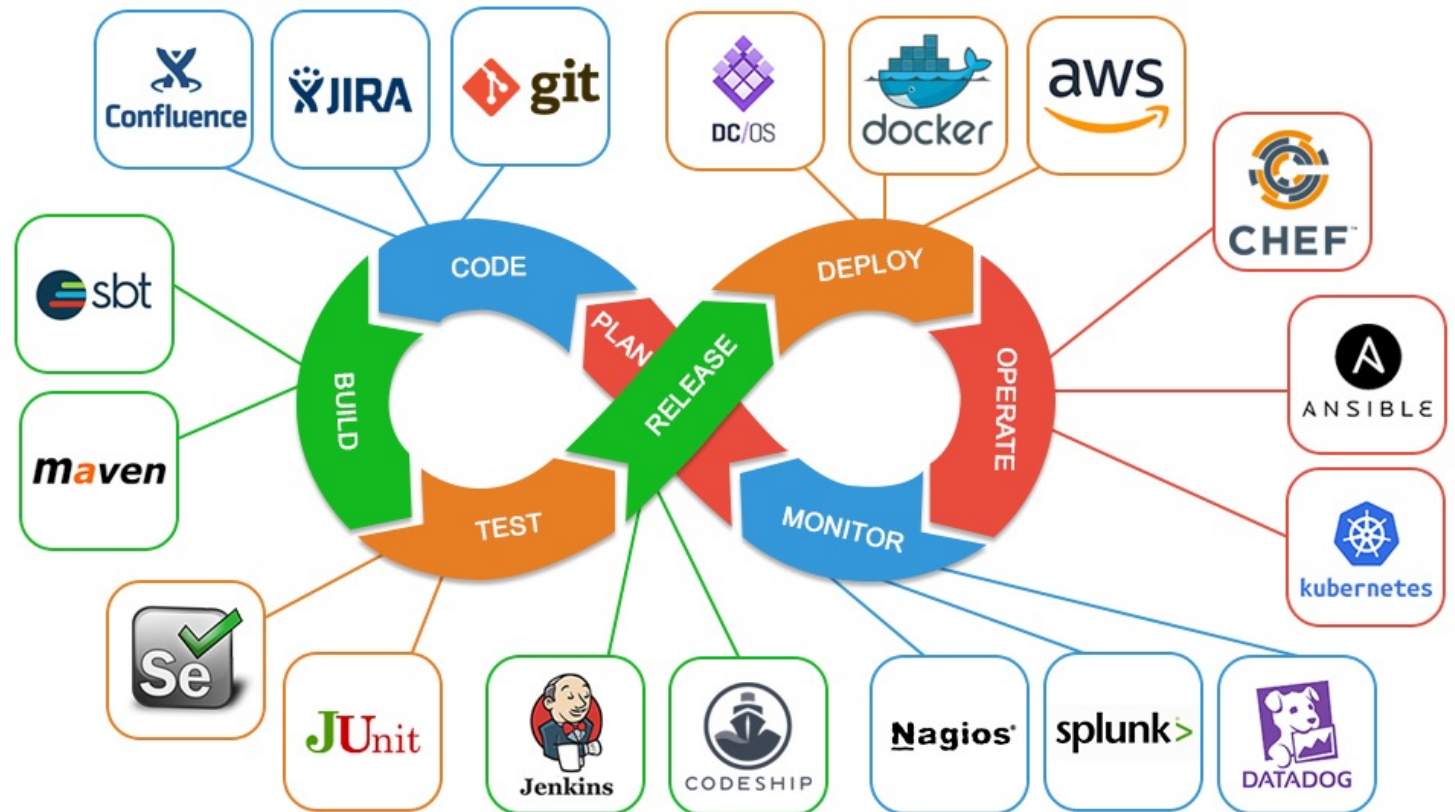 Confluence
JIRA
git
DC/OS
docker
aws
CHEF™
sbt
CODE
DEPLOY
PLAN
RELEASE
BUILD
OPERATE
ANSIBLE
maven
TEST
MONITOR
kubernetes
Se
JUnit
Jenkins
CODESHIP
Nagios®
splunk>
DATADOG